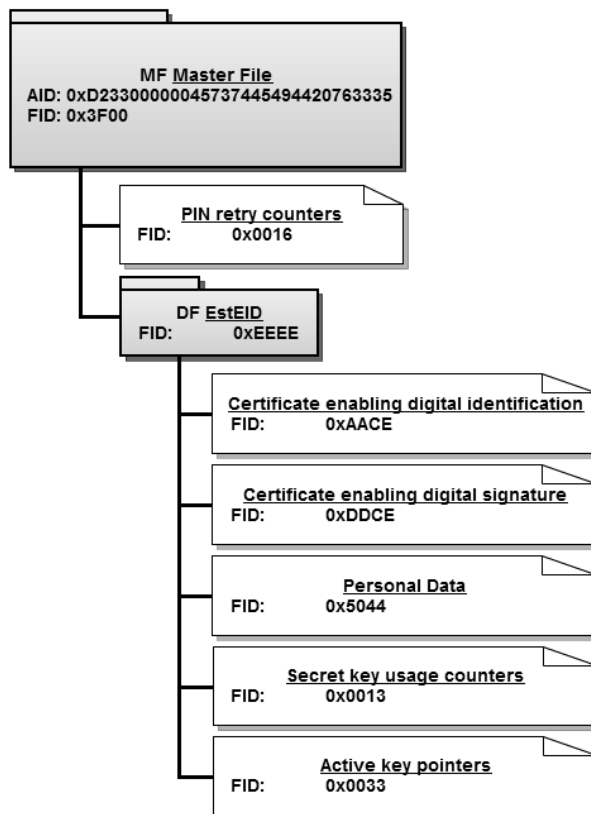 MF Master File
AID: 0xD23300000045737445494420763335
FID: 0x3F00
PIN retry counters
FID: 0x0016
DF EstEID
FID: 0xEEEE
Certificate enabling digital identification
FID: 0xAACE
Certificate enabling digital signature
FID: 0xDDCE
Personal Data
FID: 0x5044
Secret key usage counters
FID: 0x0013
Active key pointers
FID: 0x0033